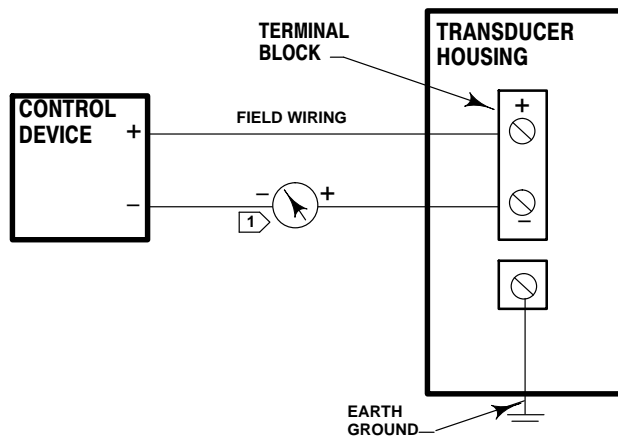 TERMINAL
BLOCK
TRANSDUCER
HOUSING
CONTROL
DEVICE
+
−
FIELD WIRING
+
−
1
− +
EARTH
GROUND